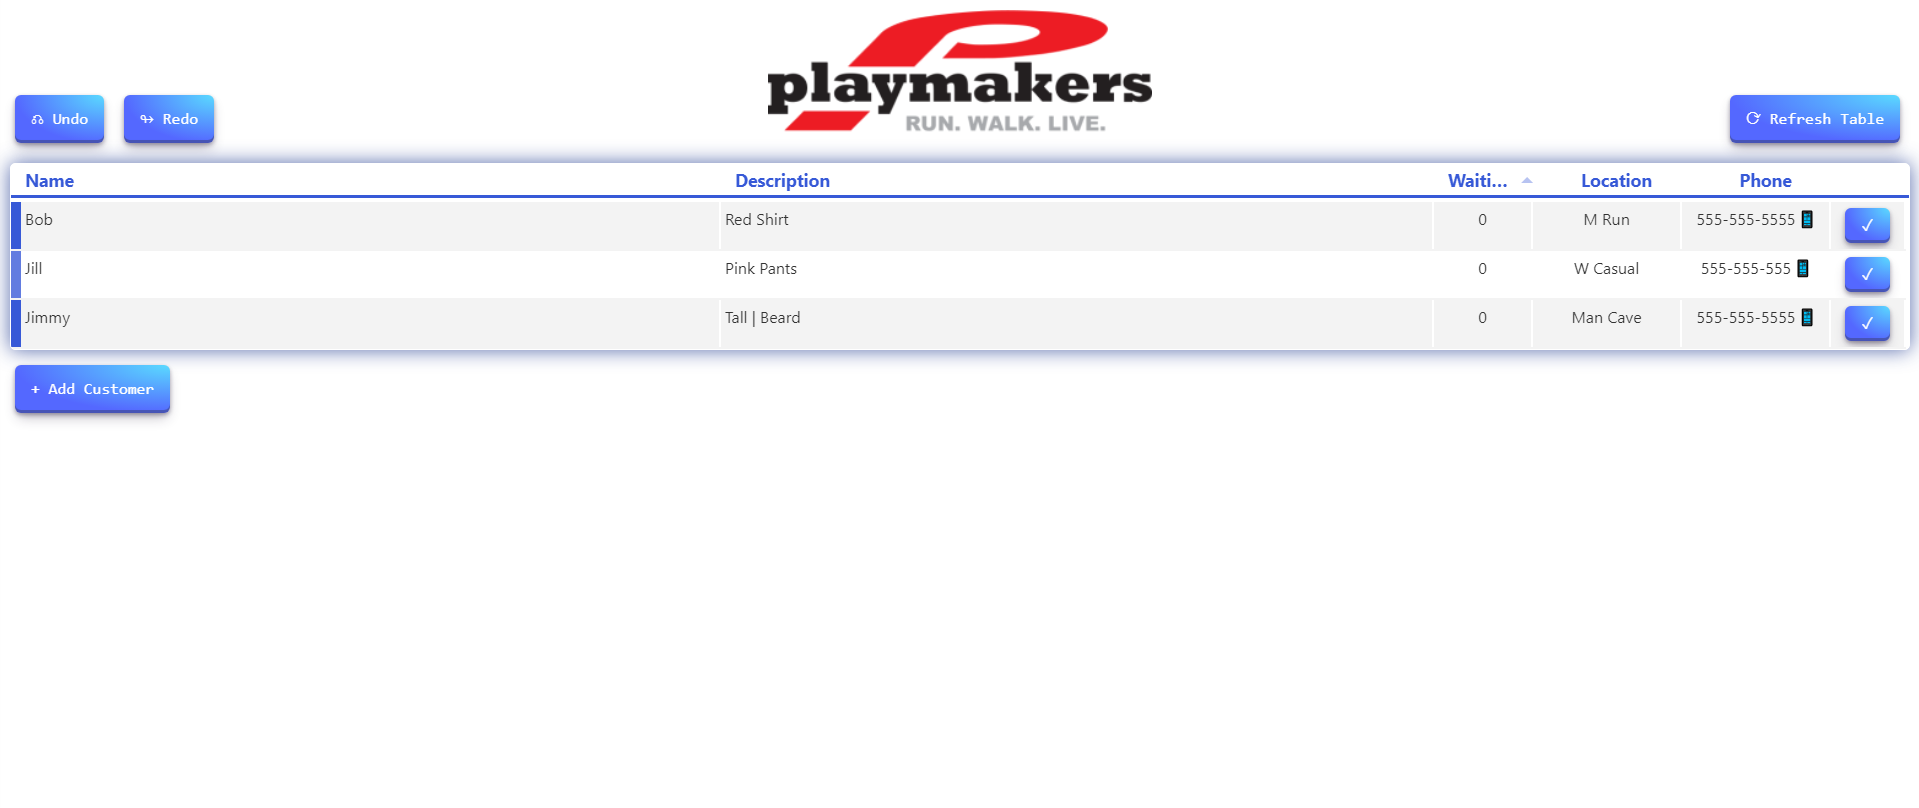 playmakers
RUN. WALK. LIVE.
Undo
Redo
Refresh Table
Name Description Waiti... Location Phone
Bob Red Shirt 0 M Run 555-555-5555
Jill Pink Pants 0 W Casual 555-555-555
Jimmy Tall | Beard 0 Man Cave 555-555-5555
+ Add Customer